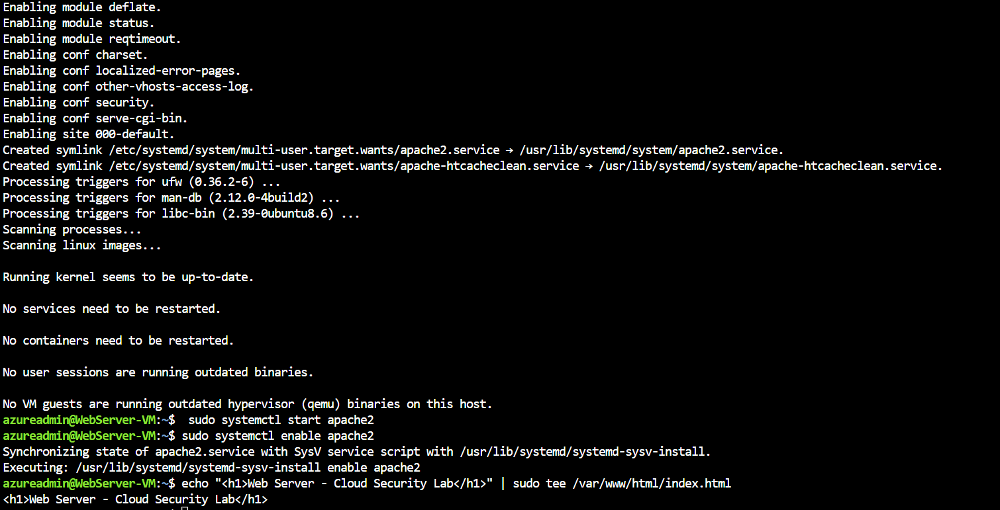 Enabling module deflate.
Enabling module status.
Enabling module reqtimeout.
Enabling conf charset.
Enabling conf localized-error-pages.
Enabling conf other-vhosts-access-log.
Enabling conf security.
Enabling conf serve-cgi-bin.
Enabling site 000-default.
Created symlink /etc/systemd/system/multi-user.target.wants/apache2.service → /usr/lib/systemd/system/apache2.service.
Created symlink /etc/systemd/system/multi-user.target.wants/apache-htcacheclean.service → /usr/lib/systemd/system/apache-htcacheclean.service.
Processing triggers for ufw (0.36.2-6) ...
Processing triggers for man-db (2.12.0-4build2) ...
Processing triggers for libc-bin (2.39-0ubuntu8.6) ...
Scanning processes...
Scanning linux images...
Running kernel seems to be up-to-date.
No services need to be restarted.
No containers need to be restarted.
No user sessions are running outdated binaries.
No VM guests are running outdated hypervisor (qemu) binaries on this host.
azureadmin@WebServer-VM:~$  sudo systemctl start apache2
azureadmin@WebServer-VM:~$ sudo systemctl enable apache2
Synchronizing state of apache2.service with SysV service script with /usr/lib/systemd/systemd-sysv-install.
Executing: /usr/lib/systemd/systemd-sysv-install enable apache2
azureadmin@WebServer-VM:~$ echo "<h1>Web Server - Cloud Security Lab</h1>" | sudo tee /var/www/html/index.html
<h1>Web Server - Cloud Security Lab</h1>